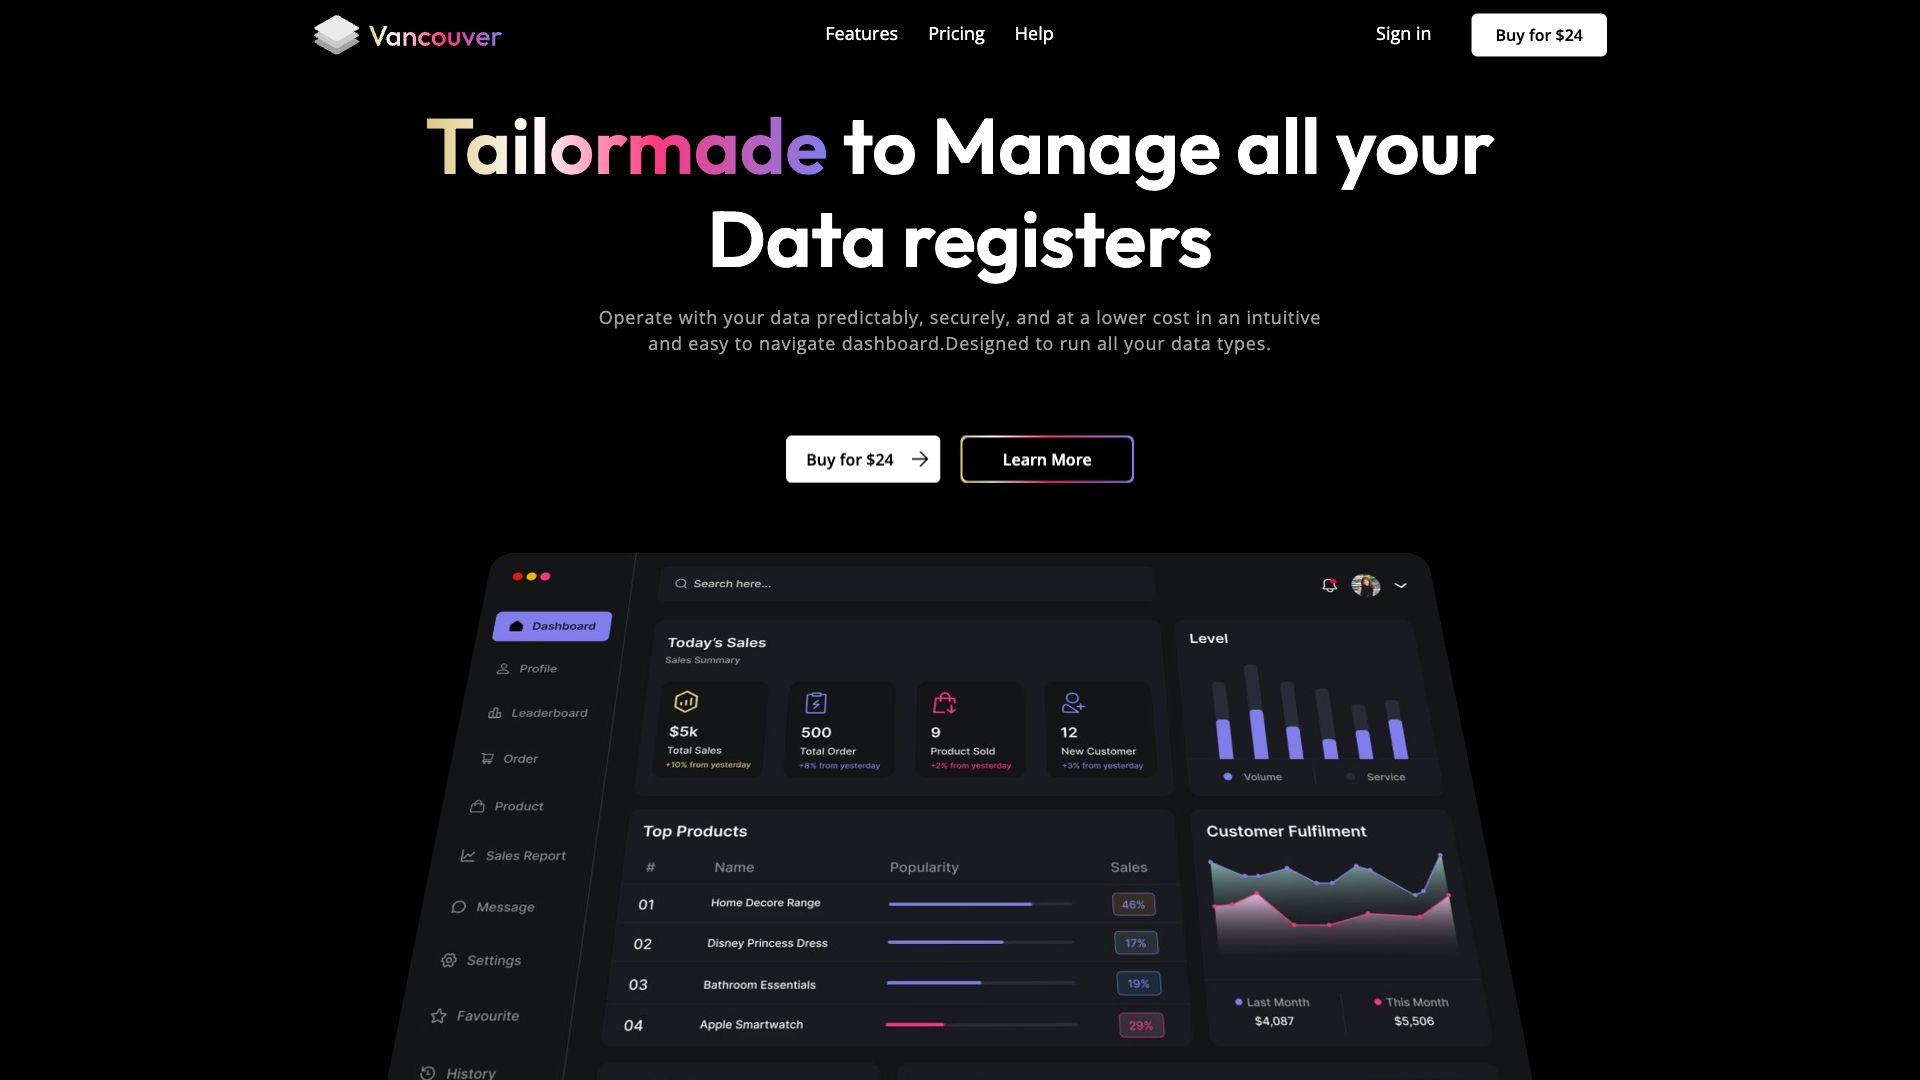 Vancouver
Features Pricing Help
Sign in
Buy for $24
Tailormade to Manage all your
Data registers
Operate with your data predictably, securely, and at a lower cost in an intuitive
and easy to navigate dashboard.Designed to run all your data types.
Buy for $24
Learn More
Search here...
Dashboard
Profile
Leaderboard
Order
Product
Sales Report
Message
Settings
Favourite
History
Today's Sales
Sales Summary
$5k
Total Sales
+10% from yesterday
500
Total Order
+8% from yesterday
9
Product Sold
+2% from yesterday
12
New Customer
+3% from yesterday
Level
Volume
Service
Top Products
# Name Popularity Sales
01 Home Decore Range 46%
02 Disney Princess Dress 17%
03 Bathroom Essentials 19%
04 Apple Smartwatch 29%
Customer Fulfilment
Last Month
$4,087
This Month
$5,506